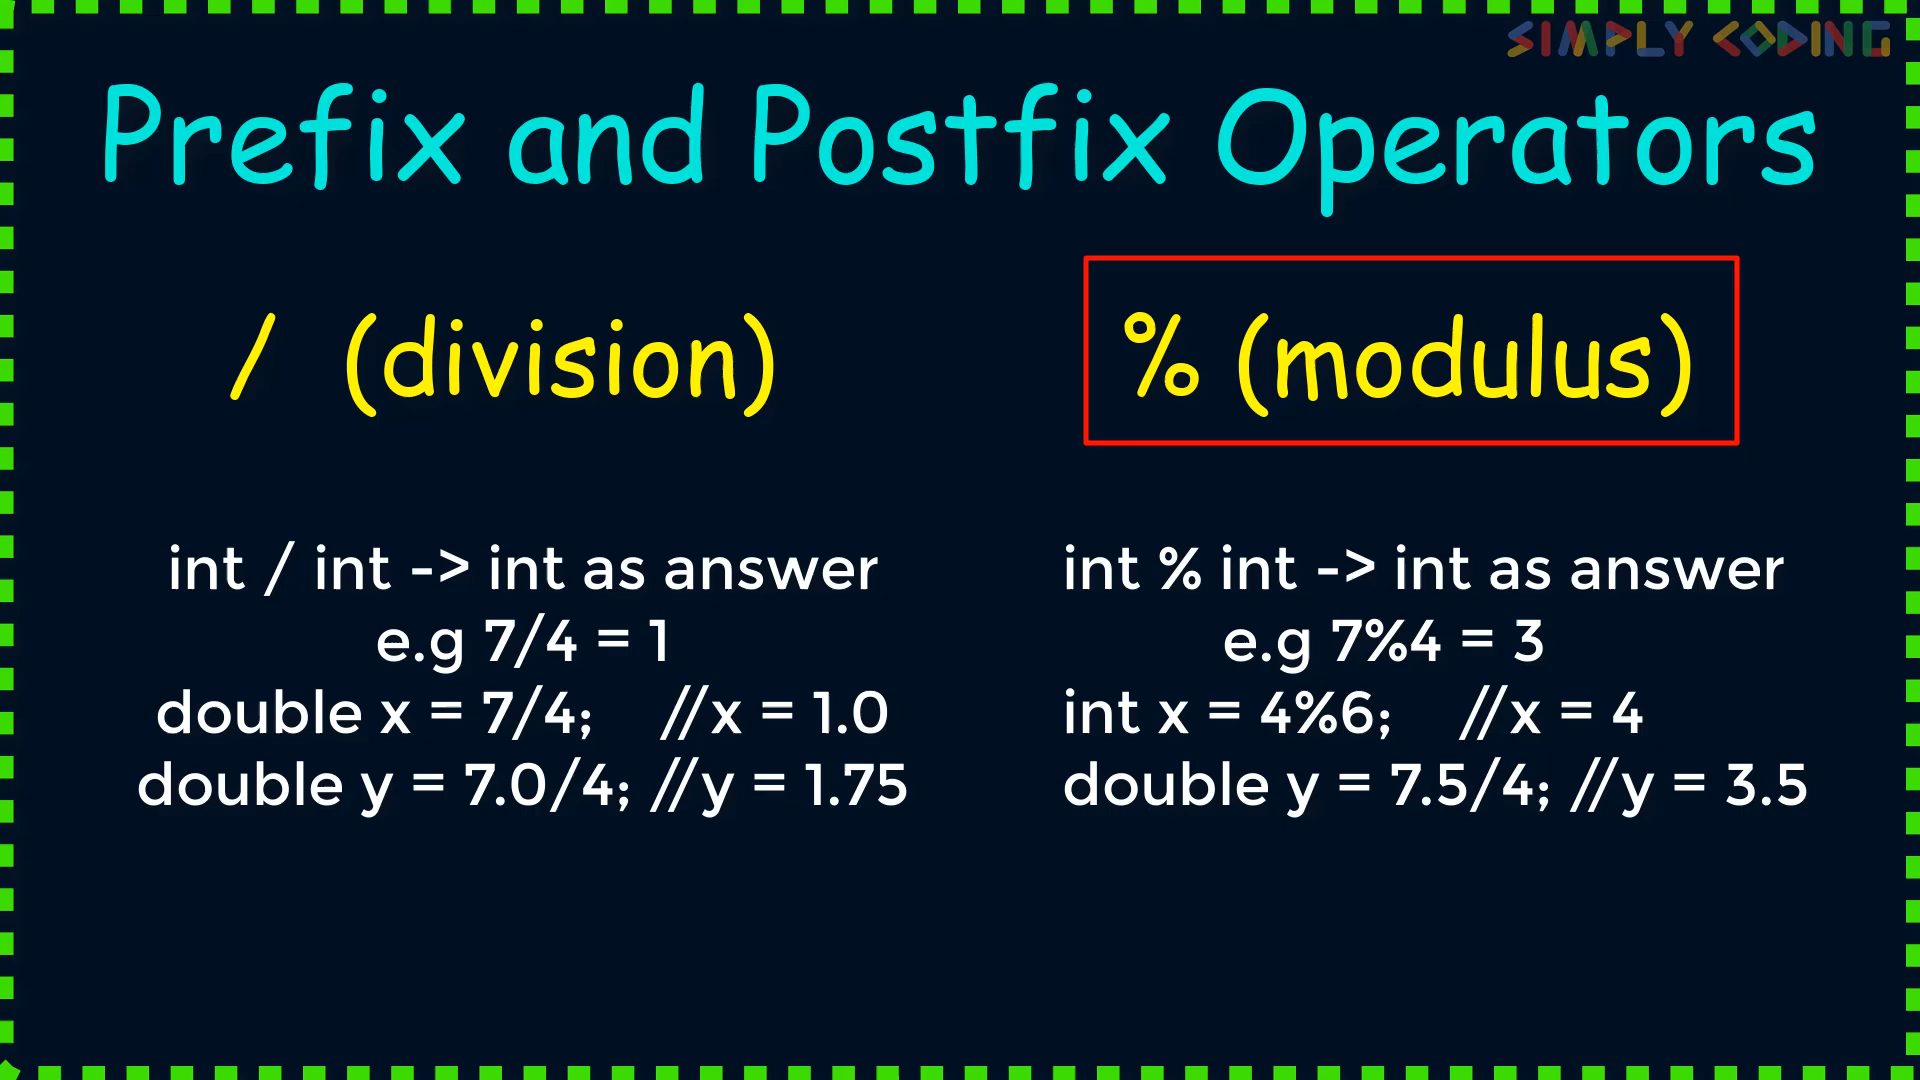 SIMPLY CODING
Prefix and Postfix Operators
/ (division)
% (modulus)
int / int -> int as answer
e.g 7/4 = 1
double x = 7/4; //x = 1.0
double y = 7.0/4; //y = 1.75
int % int -> int as answer
e.g 7%4 = 3
int x = 4%6; //x = 4
double y = 7.5/4; //y = 3.5